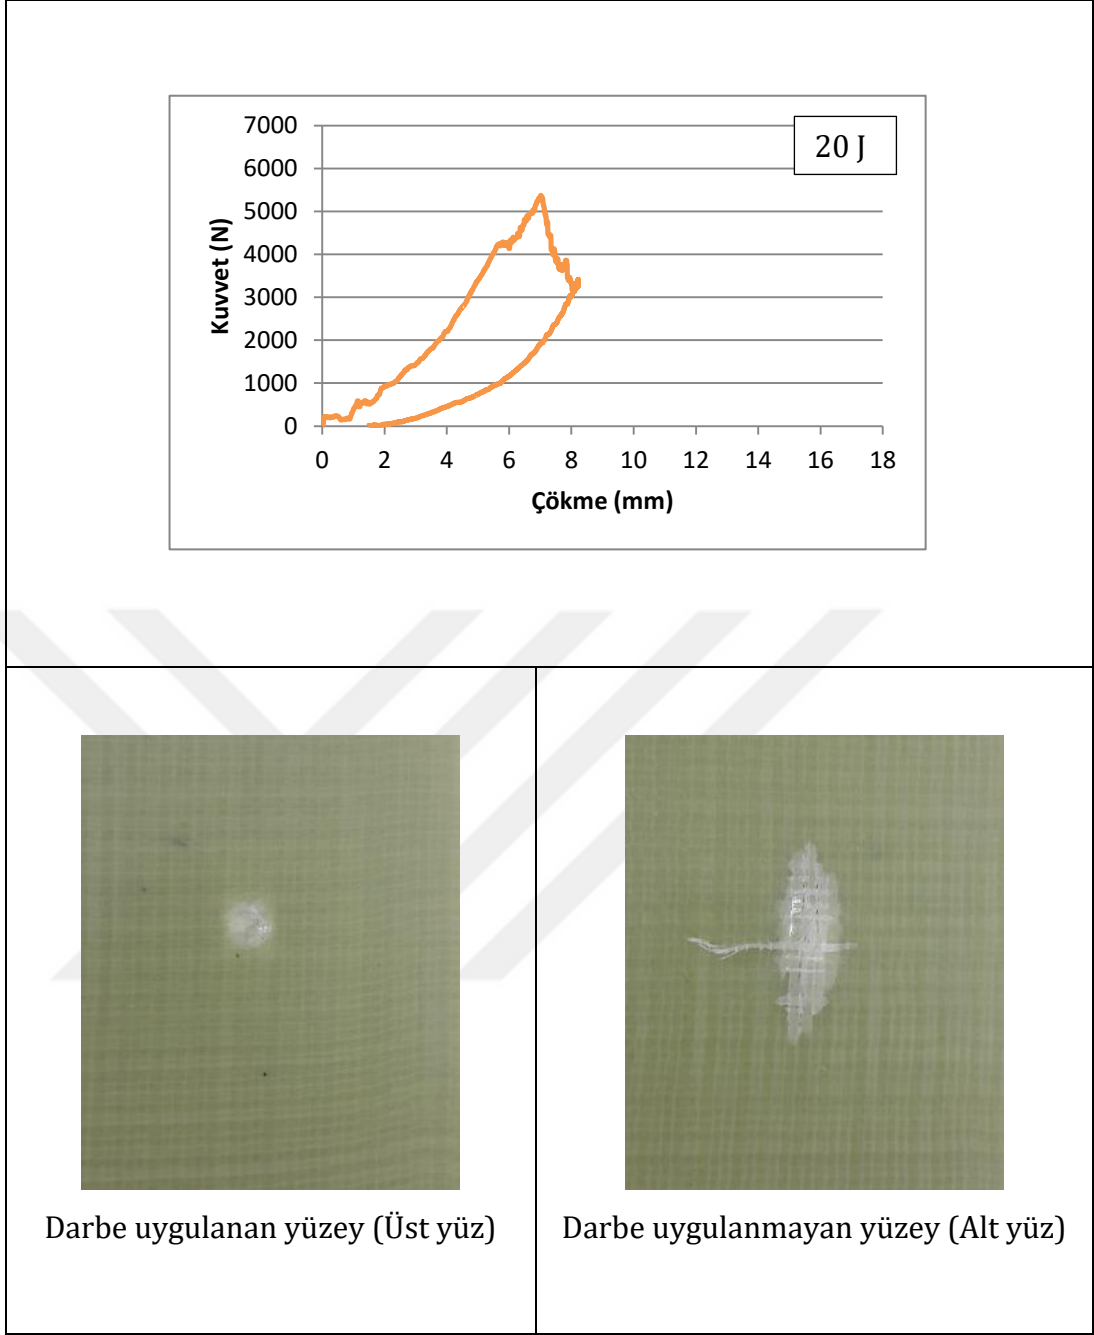 20 J
7000
6000
5000
4000
3000
2000
1000
0
Kuvvet (N)
0 2 4 6 8 10 12 14 16 18
Çökme (mm)
Darbe uygulanan yüzey (Üst yüz)
Darbe uygulanmayan yüzey (Alt yüz)